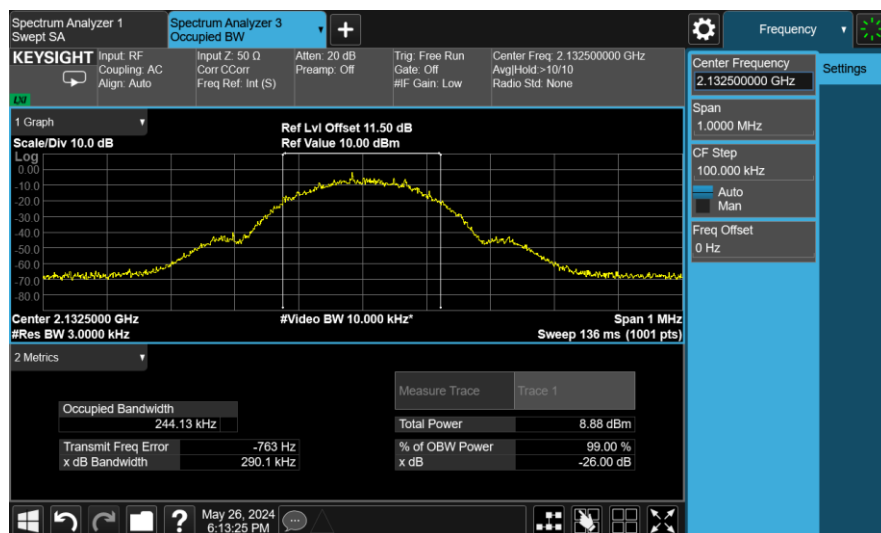 Spectrum Analyzer 1
Swept SA
Spectrum Analyzer 3
Occupied BW
Frequency
KEYSIGHT
Input: RF
Coupling: AC
Align: Auto
Input Z: 50 Ω
Corr CCorr
Freq Ref: Int (S)
Atten: 20 dB
Preamp: Off
Trig: Free Run
Gate: Off
#IF Gain: Low
Center Freq: 2.132500000 GHz
Avg|Hold:>10/10
Radio Std: None
LXI
Center Frequency
2.132500000 GHz
Settings
Span
1.0000 MHz
CF Step
100.000 kHz
Auto
Man
Freq Offset
0 Hz
1 Graph
Scale/Div 10.0 dB
Ref Lvl Offset 11.50 dB
Ref Value 10.00 dBm
Log
0.00
-10.0
-20.0
-30.0
-40.0
-50.0
-60.0
-70.0
-80.0
Center 2.1325000 GHz
#Video BW 10.000 kHz*
Span 1 MHz
#Res BW 3.0000 kHz
Sweep 136 ms (1001 pts)
2 Metrics
Measure Trace
Trace 1
Occupied Bandwidth
244.13 kHz
Total Power
8.88 dBm
Transmit Freq Error
-763 Hz
% of OBW Power
99.00 %
x dB Bandwidth
290.1 kHz
x dB
-26.00 dB
?
May 26, 2024
6:13:25 PM